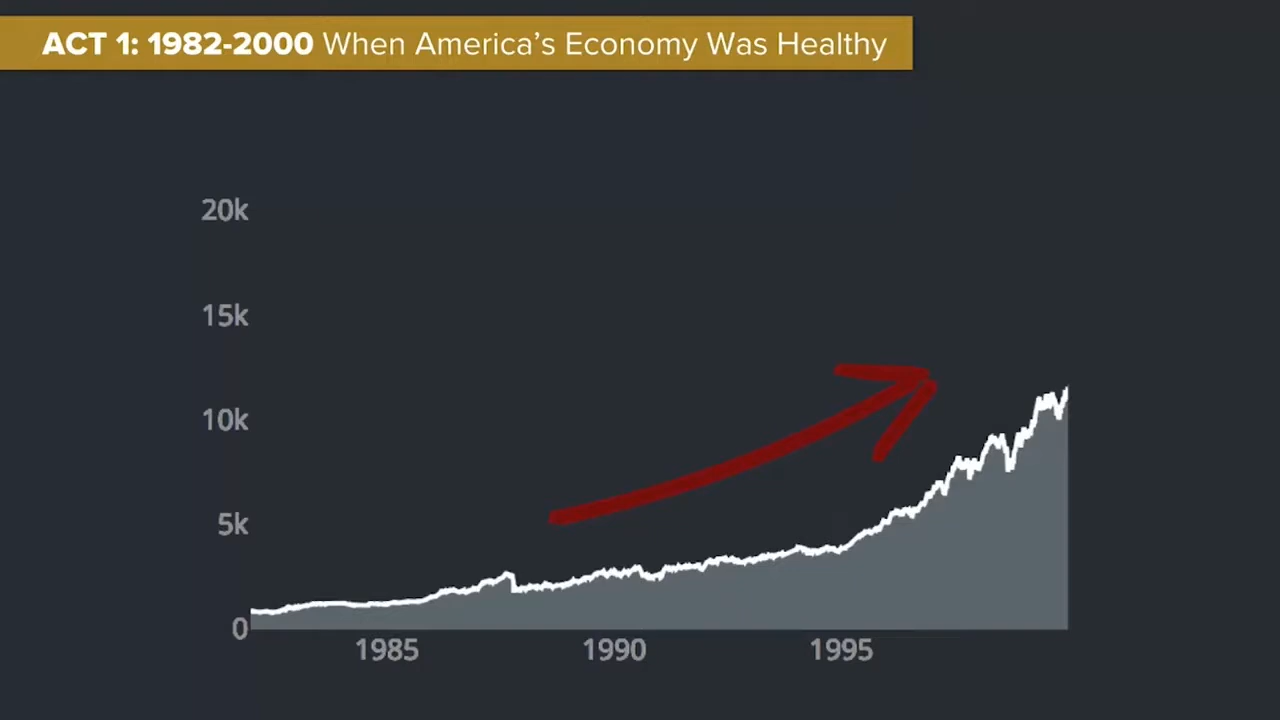 ACT 1: 1982-2000 When America’s Economy Was Healthy
20k
15k
10k
5k
0
1985 1990 1995